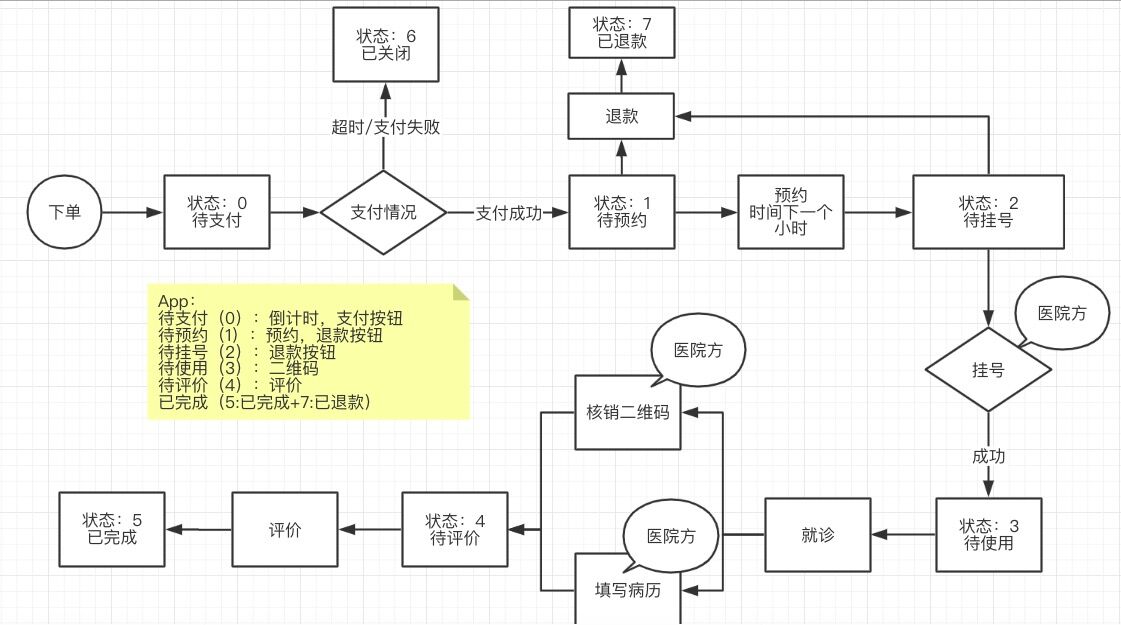 状态：6
已关闭
状态：7
已退款
退款
超时/支付失败
下单
状态：0
待支付
支付情况
支付成功
状态：1
待预约
预约
时间下一个
小时
状态：2
待挂号
医院方
挂号
成功
App：
待支付（0）：倒计时，支付按钮
待预约（1）：预约，退款按钮
待挂号（2）：退款按钮
待使用（3）：二维码
待评价（4）：评价
已完成（5:已完成+7:已退款）
医院方
核销二维码
状态：5
已完成
评价
状态：4
待评价
医院方
填写病历
就诊
状态：3
待使用